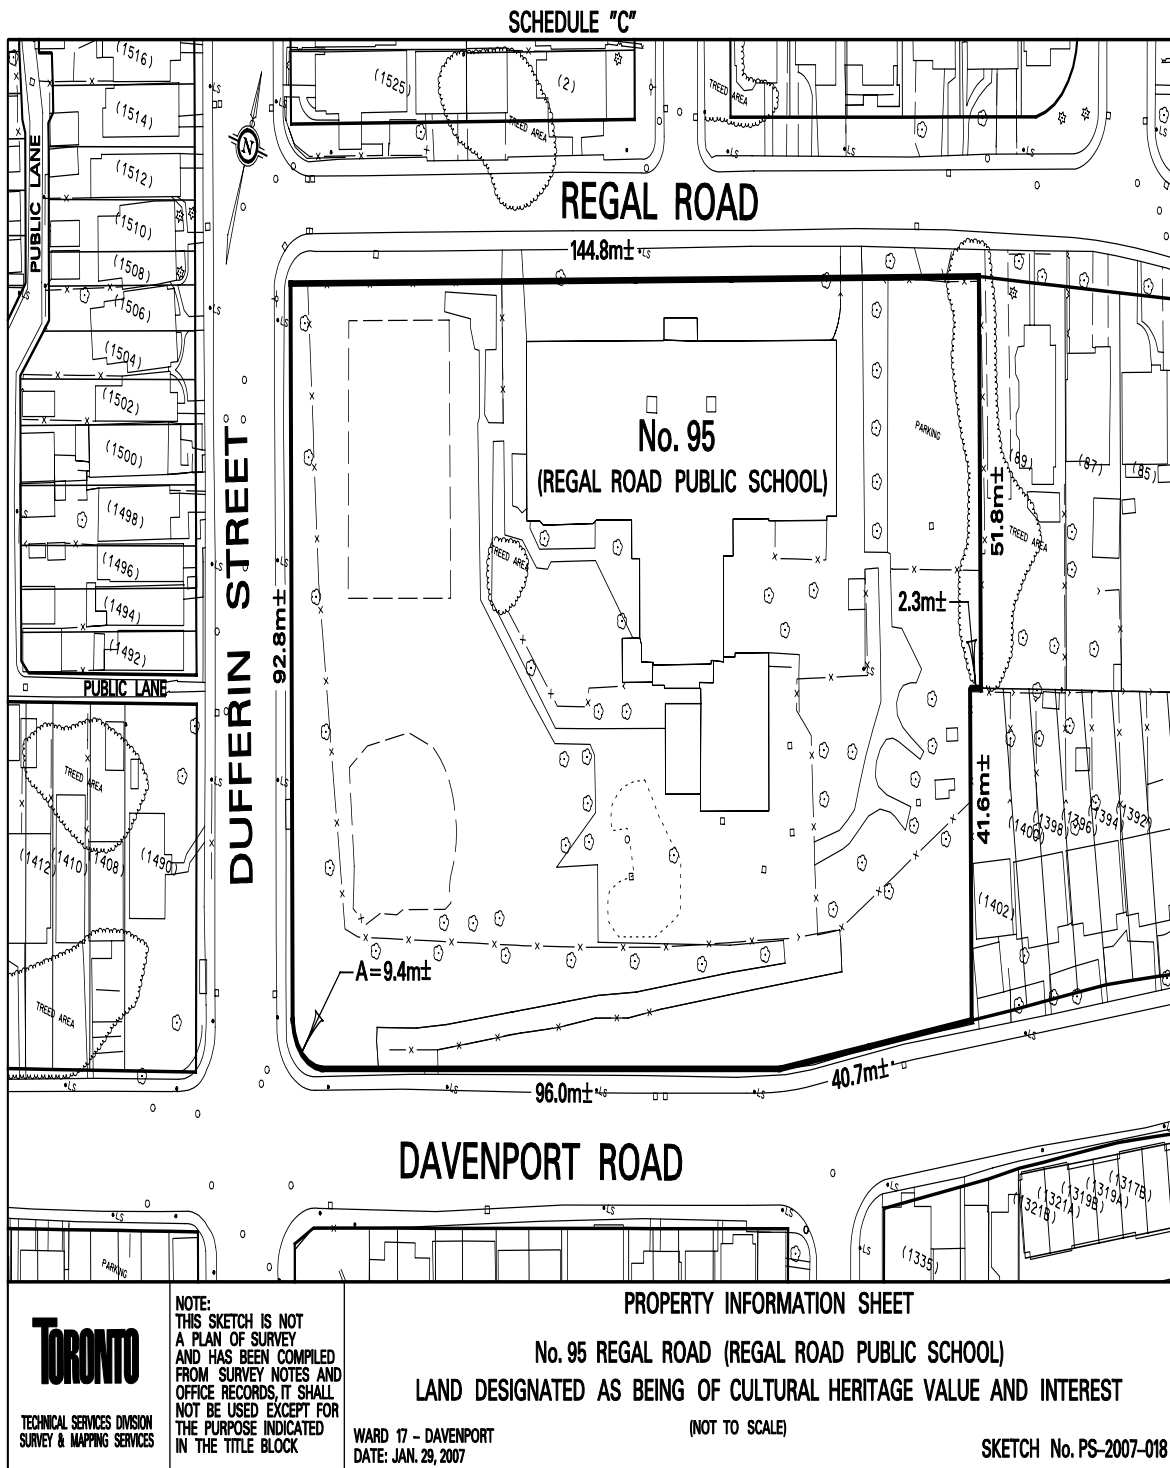 SCHEDULE "C"
(1516)
(1514)
(1512)
(1510)
(1508)
(1506)
(1504)
(1502)
(1500)
(1498)
(1496)
(1494)
(1492)
PUBLIC LANE
PUBLIC LANE
(1525)
(2)
TREED AREA
TREED AREA
N
REGAL ROAD
144.8m±
LS
DUFFERIN STREET
92.8m±
No. 95
(REGAL ROAD PUBLIC SCHOOL)
PARKING
TREED AREA
(89)
(87)
(85)
51.8m±
TREED AREA
2.3m±
41.6m±
TREED AREA
(1412)
(1410)
(1408)
(1490)
TREED AREA
(1402)
(1400)
(1398)
(1396)
(1394)
(1392)
A=9.4m±
96.0m±
40.7m±
DAVENPORT ROAD
PARKING
(1335)
(1321B)
(1321A)
(1319B)
(1319A)
(1317B)
TORONTO
TECHNICAL SERVICES DIVISION
SURVEY & MAPPING SERVICES
NOTE:
THIS SKETCH IS NOT
A PLAN OF SURVEY
AND HAS BEEN COMPILED
FROM SURVEY NOTES AND
OFFICE RECORDS, IT SHALL
NOT BE USED EXCEPT FOR
THE PURPOSE INDICATED
IN THE TITLE BLOCK
PROPERTY INFORMATION SHEET
No. 95 REGAL ROAD (REGAL ROAD PUBLIC SCHOOL)
LAND DESIGNATED AS BEING OF CULTURAL HERITAGE VALUE AND INTEREST
(NOT TO SCALE)
WARD 17 - DAVENPORT
DATE: JAN. 29, 2007
SKETCH No. PS-2007-018